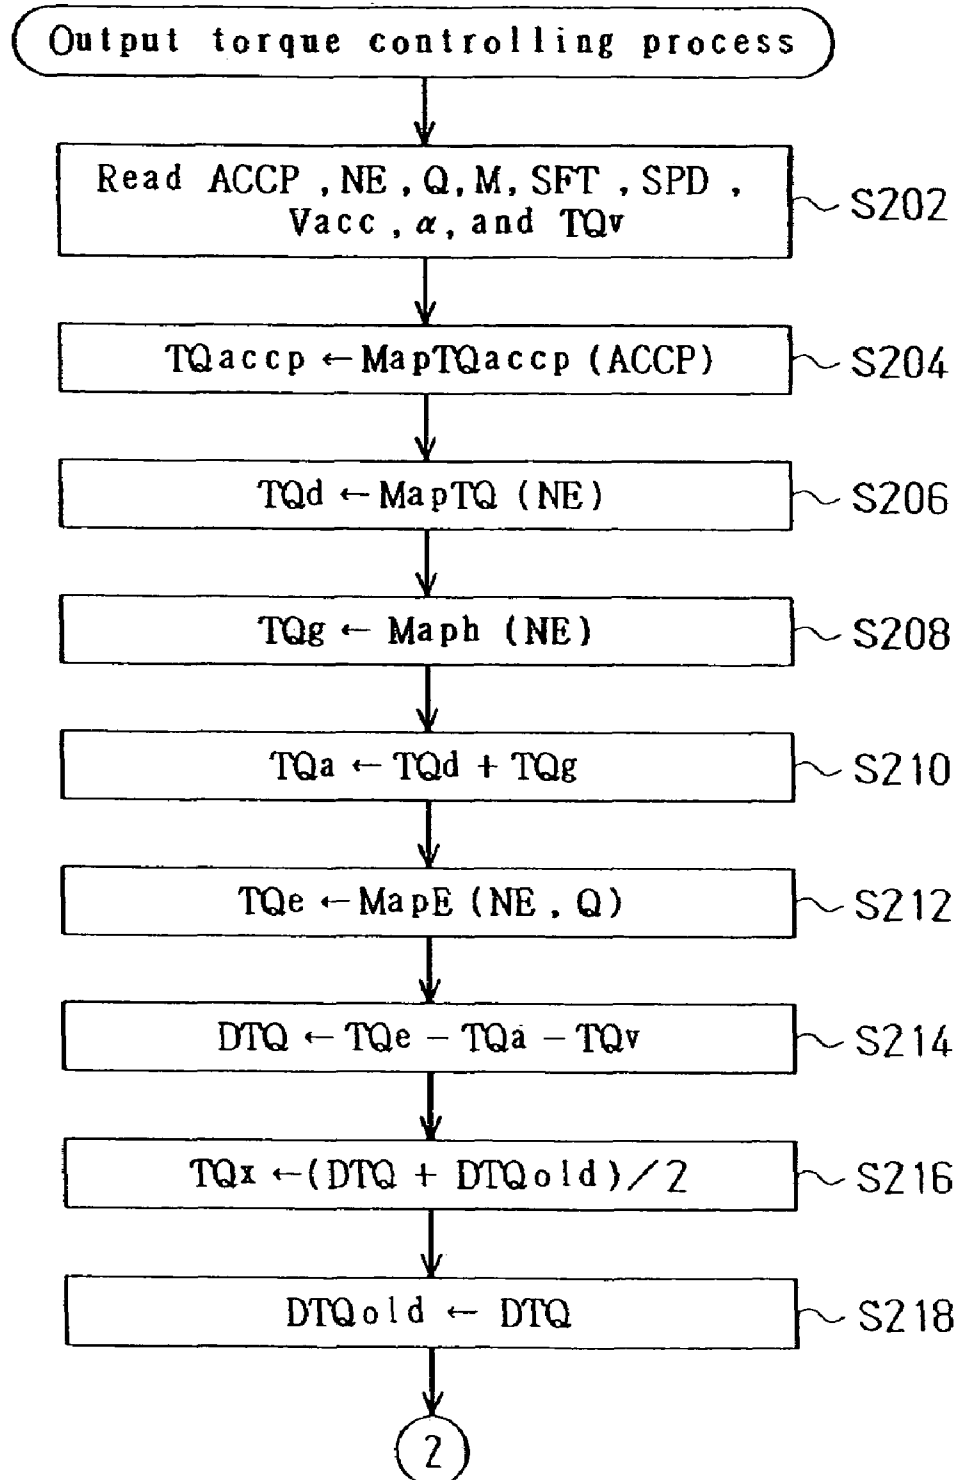 Output torque controlling process
Read ACCP, NE, Q, M, SFT, SPD,
Vacc, α, and TQv
S202
TQaccp ← MapTQaccp (ACCP)
S204
TQd ← MapTQ (NE)
S206
TQg ← Maph (NE)
S208
TQa ← TQd + TQg
S210
TQe ← MapE (NE, Q)
S212
DTQ ← TQe − TQa − TQv
S214
TQx ← (DTQ + DTQold)/2
S216
DTQold ← DTQ
S218
2